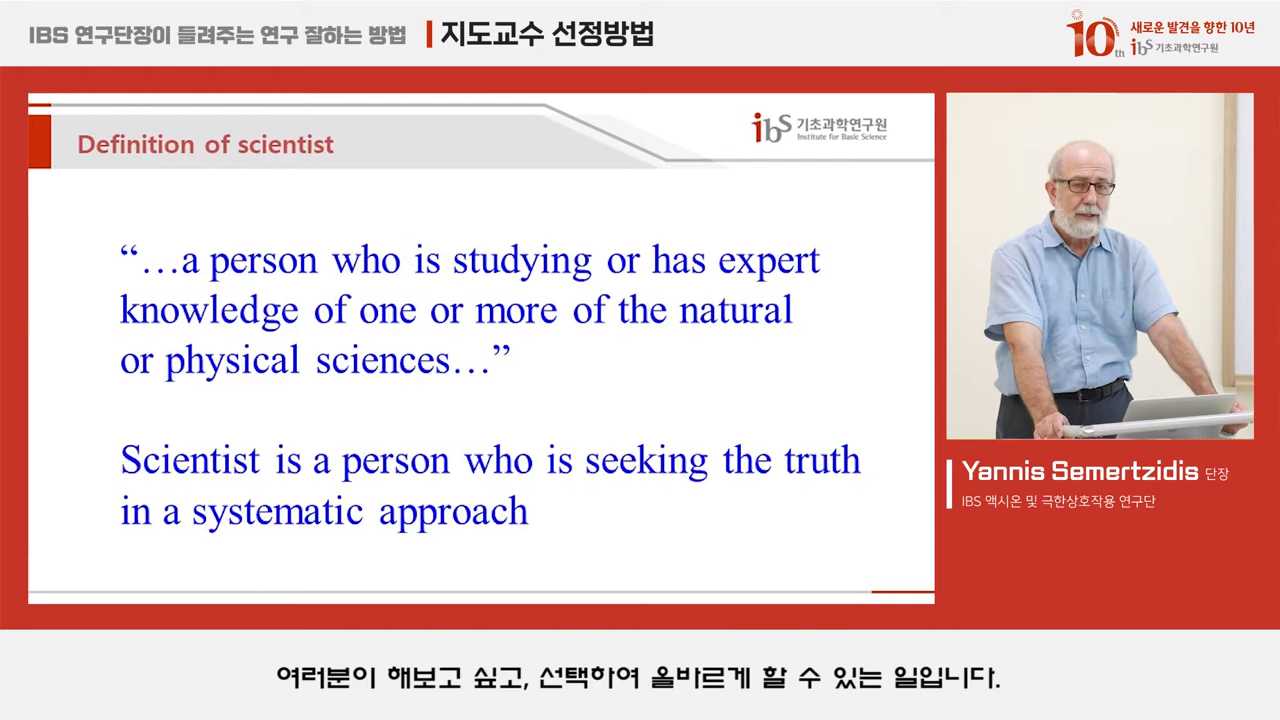 IBS 연구단장이 들려주는 연구 잘하는 방법 지도교수 선정방법
10th ANNIVERSARY
새로운 발견을 향한 10년
ibS 기초과학연구원
Definition of scientist
ibS 기초과학연구원
Institute for Basic Science
“…a person who is studying or has expert
knowledge of one or more of the natural
or physical sciences…”
Scientist is a person who is seeking the truth
in a systematic approach
Yannis Semertzidis 단장
IBS 액시온 및 극한상호작용 연구단
여러분이 해보고 싶고, 선택하여 올바르게 할 수 있는 일입니다.